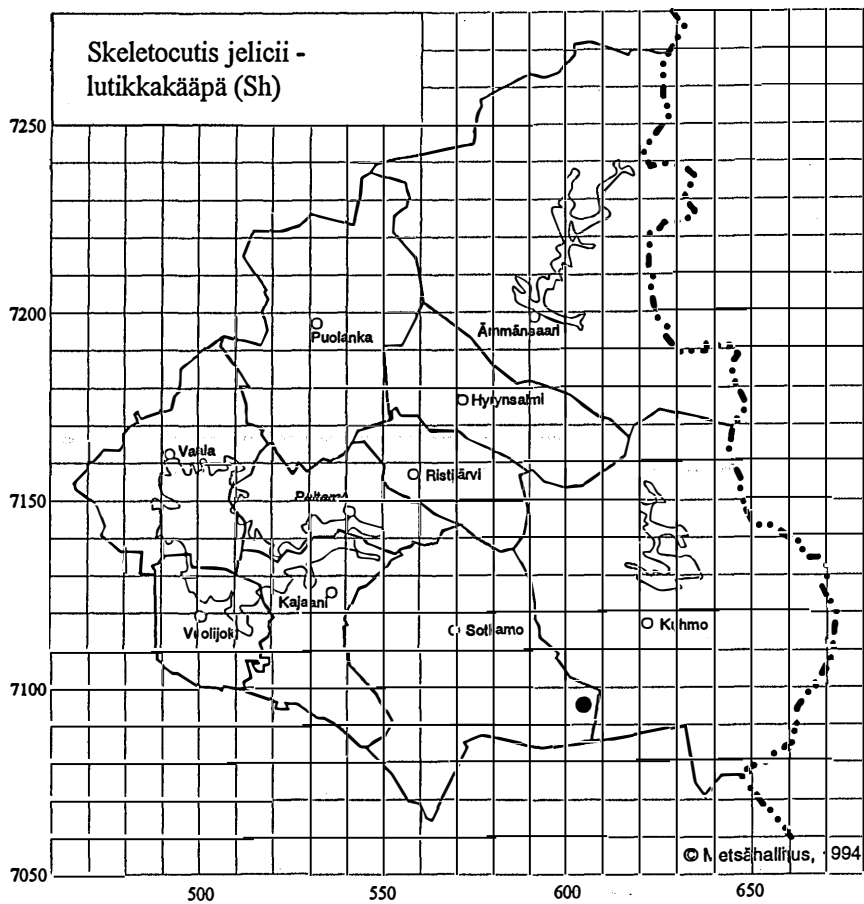 Skeletocutis jelicii -
lutikkakääpä (Sh)
7250
7200
Ämmänsaari
Puolanka
Hyrynsalmi
Vaala
Ristijärvi
7150
Kajaani
Kuhmo
Vuolijoki
Sotkamo
7100
© Metsähallitus, 1994
7050
500 550 600 650